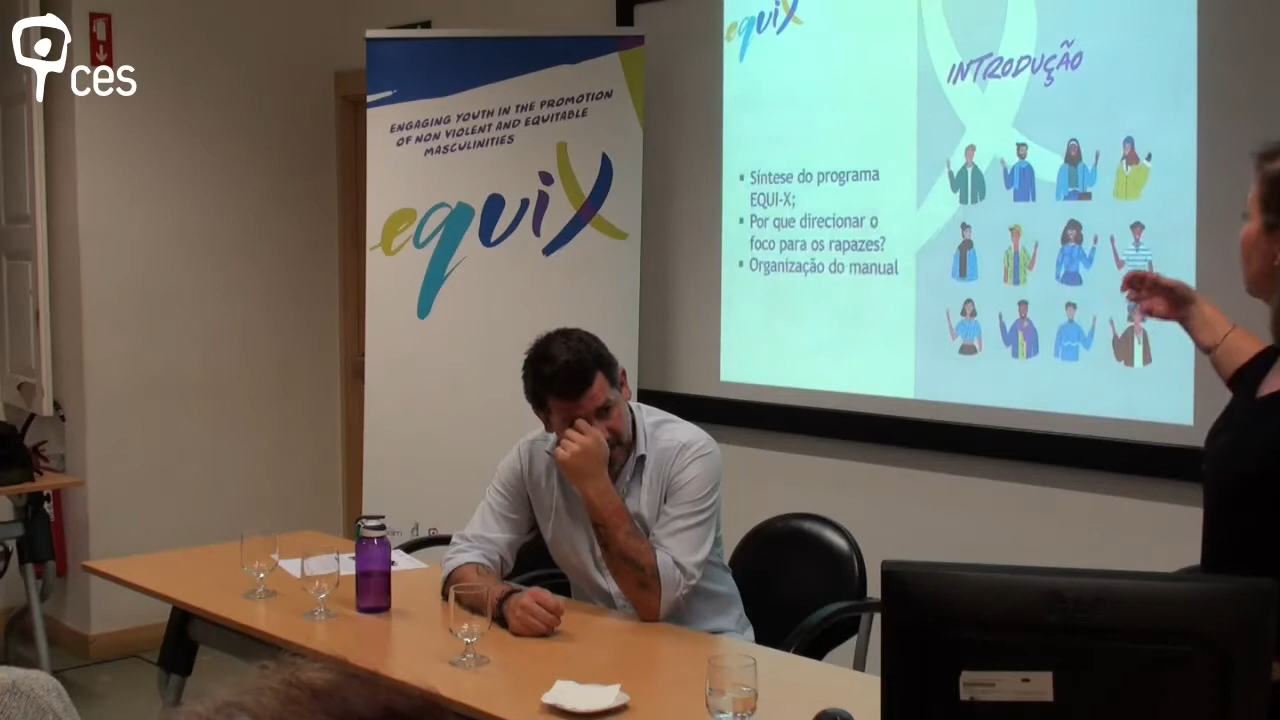 ces
ENGAGING YOUTH IN THE PROMOTION
OF NON VIOLENT AND EQUITABLE
MASCULINITIES
equiX
equiX
INTRODUÇÃO
▪ Síntese do programa
EQUI-X;
▪ Por que direcionar o
foco para os rapazes?
▪ Organização do manual